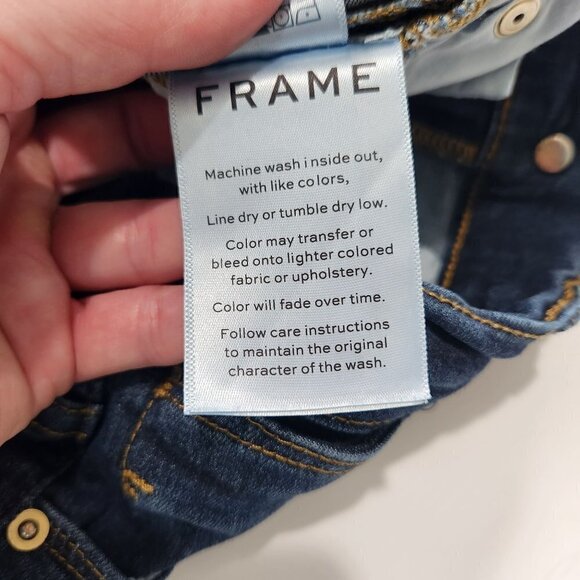 FRAME
Machine wash i nside out,
with like colors,
Line dry or tumble dry low.
Color may transfer or
bleed onto lighter colored
fabric or upholstery.
Color will fade over time.
Follow care instructions
to maintain the original
character of the wash.